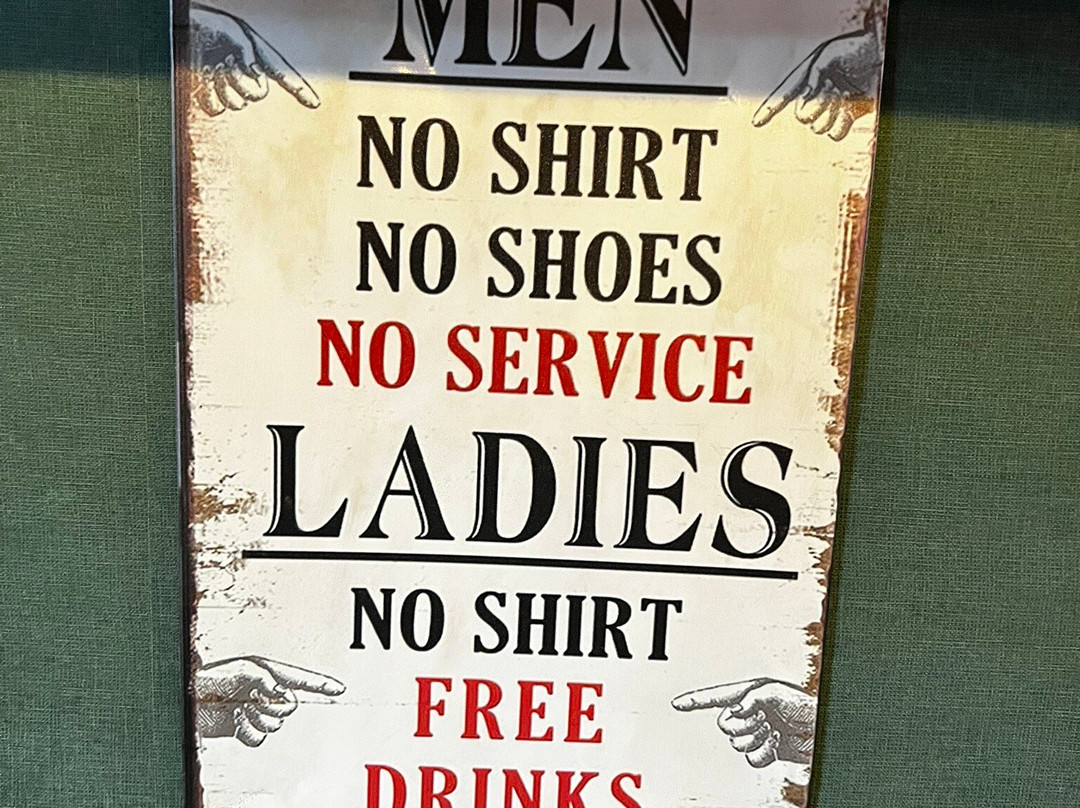 MEN
NO SHIRT
NO SHOES
NO SERVICE
LADIES
NO SHIRT
FREE
DRINKS